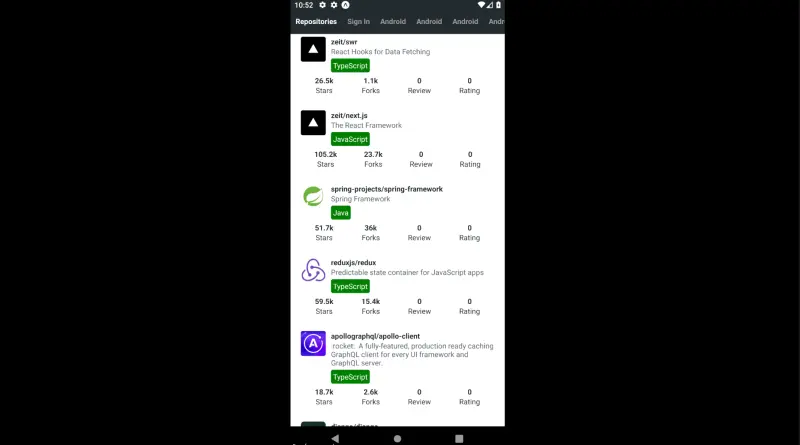 10:52
Repositories Sign In Android Android Android Andro
zeit/swr
React Hooks for Data Fetching
TypeScript
26.5k 1.1k 0 0
Stars Forks Review Rating
zeit/next.js
The React Framework
JavaScript
105.2k 23.7k 0 0
Stars Forks Review Rating
spring-projects/spring-framework
Spring Framework
Java
51.7k 36k 0 0
Stars Forks Review Rating
reduxjs/redux
Predictable state container for JavaScript apps
TypeScript
59.5k 15.4k 0 0
Stars Forks Review Rating
apollographql/apollo-client
:rocket: A fully-featured, production ready caching
GraphQL client for every UI framework and
GraphQL server.
TypeScript
18.7k 2.6k 0 0
Stars Forks Review Rating
django/django